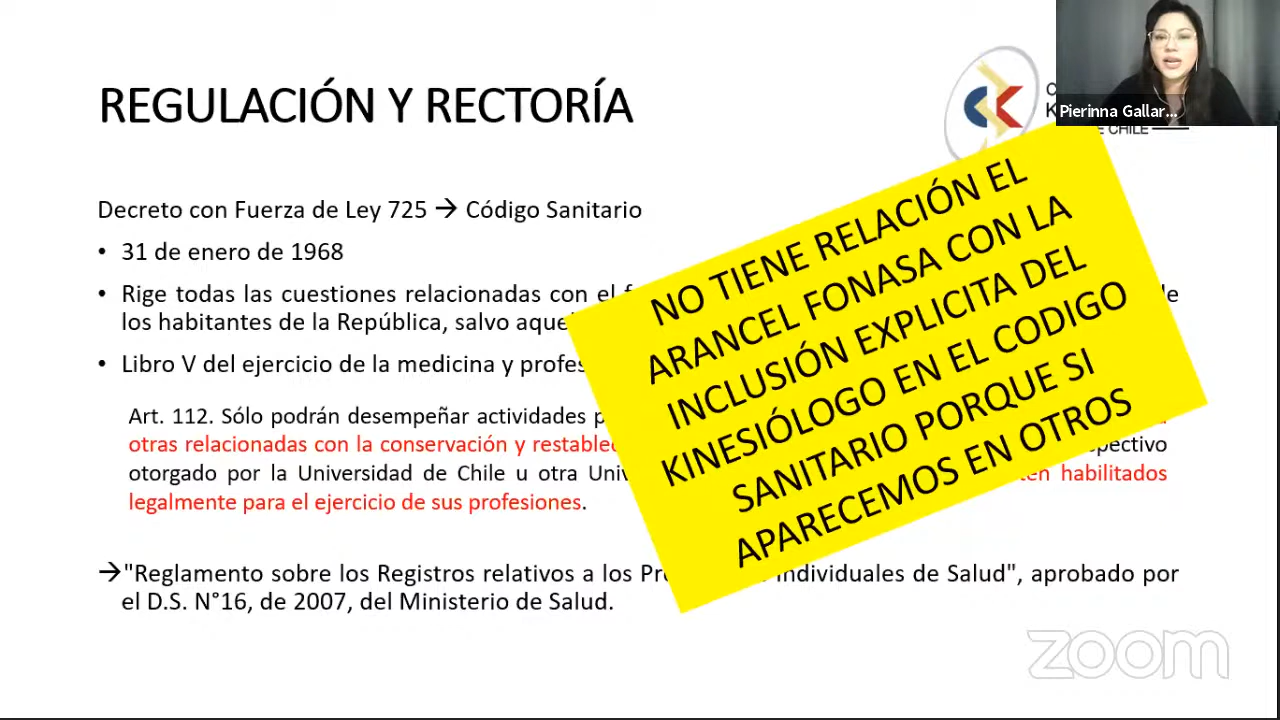 REGULACIÓN Y RECTORÍA
Pierinna Gallar...
E CHILE
Decreto con Fuerza de Ley 725 → Código Sanitario
• 31 de enero de 1968
• Rige todas las cuestiones relacionadas con el
los habitantes de la República, salvo
• Libro V del ejercicio de la medicina y
Art. 112. Sólo podrán desempeñar actividades
otras relacionadas con la conservación y
otorgado por la Universidad de Chile u otra
habilitados
legalmente para el ejercicio de sus profesiones.
→"Reglamento sobre los Registros relativos a los Individuales de Salud", aprobado por
el D.S. N°16, de 2007, del Ministerio de Salud.
NO TIENE RELACIÓN EL
ARANCEL FONASA CON LA
INCLUSIÓN EXPLICITA DEL
KINESIÓLOGO EN EL CODIGO
SANITARIO PORQUE SI
APARECEMOS EN OTROS
zoom